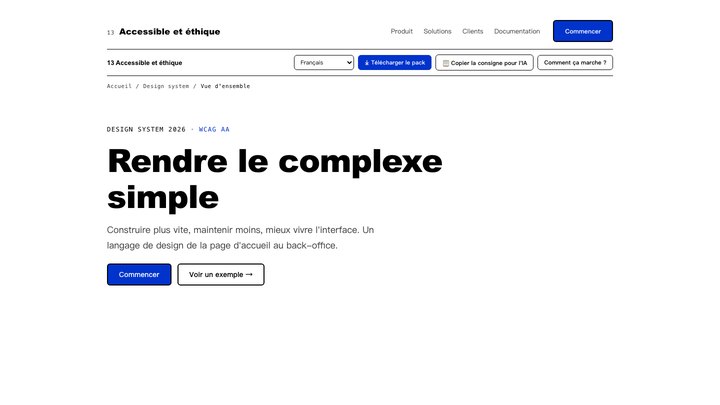 13 Accessible et éthique
Produit Solutions Clients Documentation Commencer
13 Accessible et éthique
Français
Télécharger le pack
Copier la consigne pour l'IA
Comment ça marche ?
Accueil / Design system / Vue d'ensemble
DESIGN SYSTEM 2026 · WCAG AA
Rendre le complexe
simple
Construire plus vite, maintenir moins, mieux vivre l'interface. Un
langage de design de la page d'accueil au back-office.
Commencer
Voir un exemple →